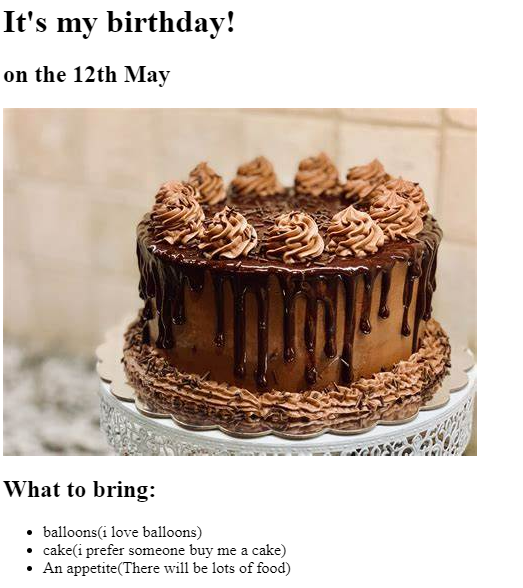 It's my birthday!
on the 12th May
What to bring:
balloons(i love balloons)
cake(i prefer someone buy me a cake)
An appetite(There will be lots of food)